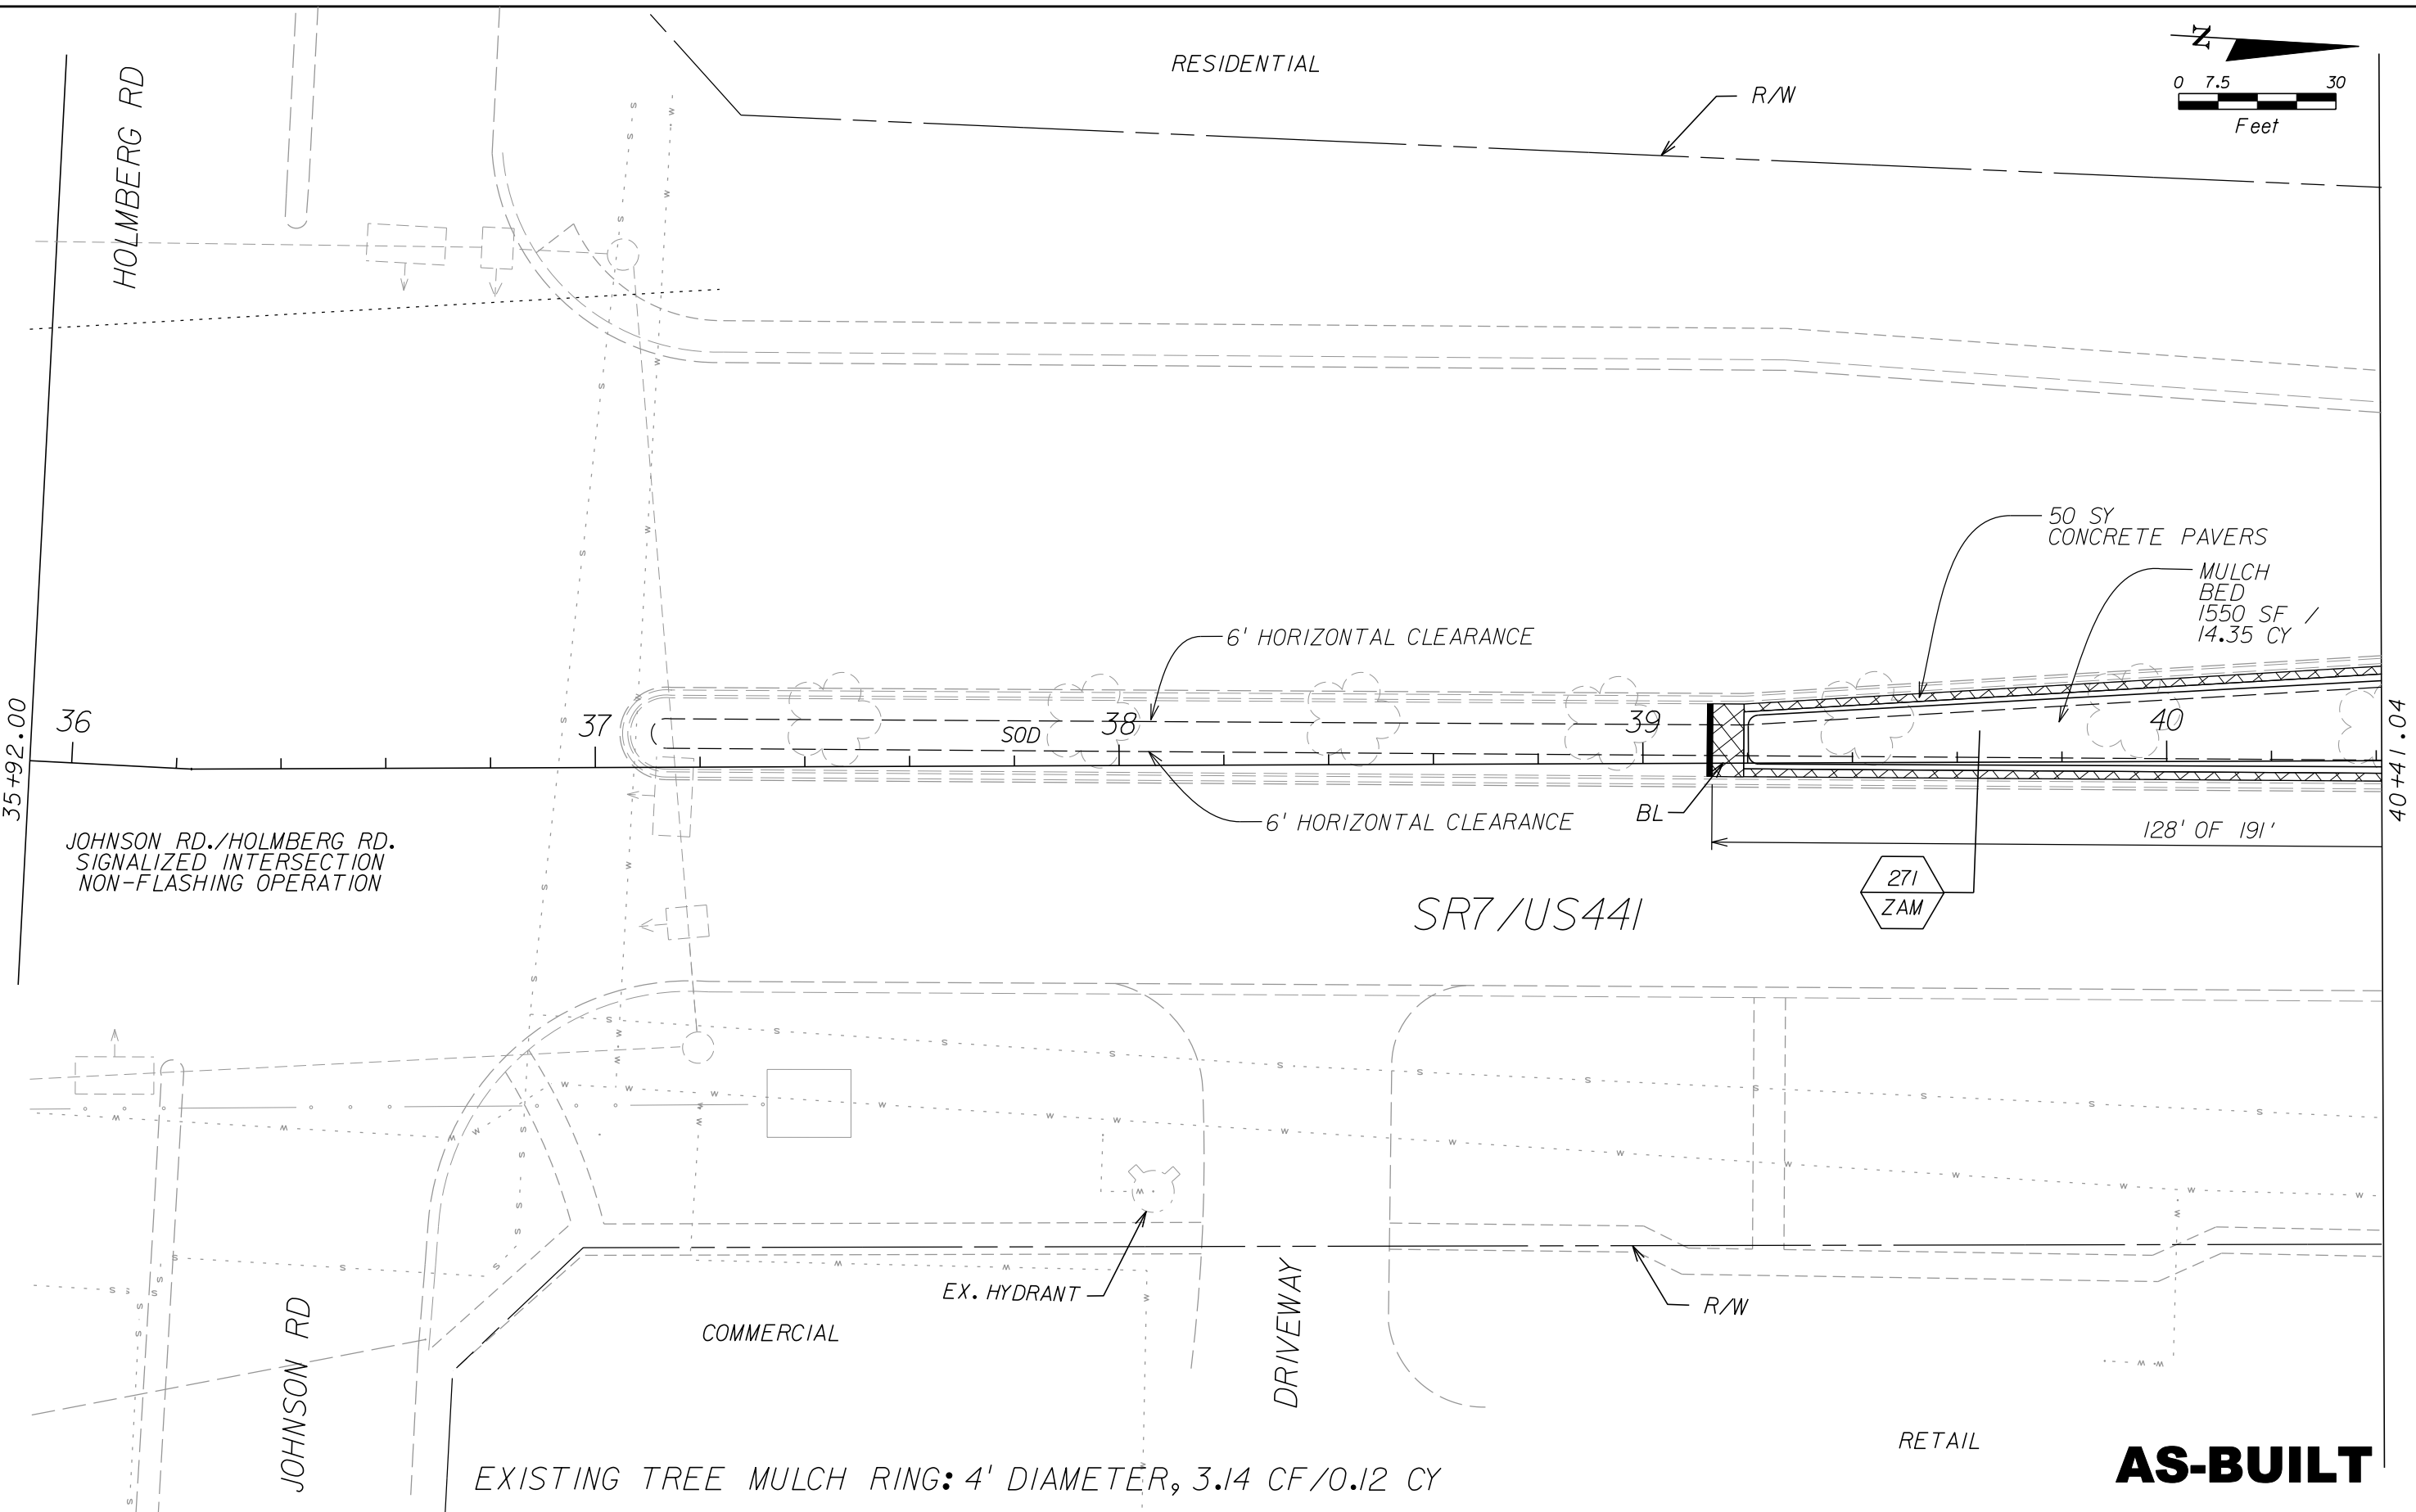 RESIDENTIAL
N
R/W
0 7.5 30
Feet
HOLMBERG RD
50 SY
CONCRETE PAVERS
MULCH
BED
1550 SF /
14.35 CY
6' HORIZONTAL CLEARANCE
36
37
SOD
38
39
40
35+92.00
40+41.04
6' HORIZONTAL CLEARANCE
BL
128' OF 191'
JOHNSON RD./HOLMBERG RD.
SIGNALIZED INTERSECTION
NON-FLASHING OPERATION
271
ZAM
SR7/US441
EX. HYDRANT
R/W
COMMERCIAL
DRIVEWAY
JOHNSON RD
RETAIL
AS-BUILT
EXISTING TREE MULCH RING: 4' DIAMETER, 3.14 CF/0.12 CY